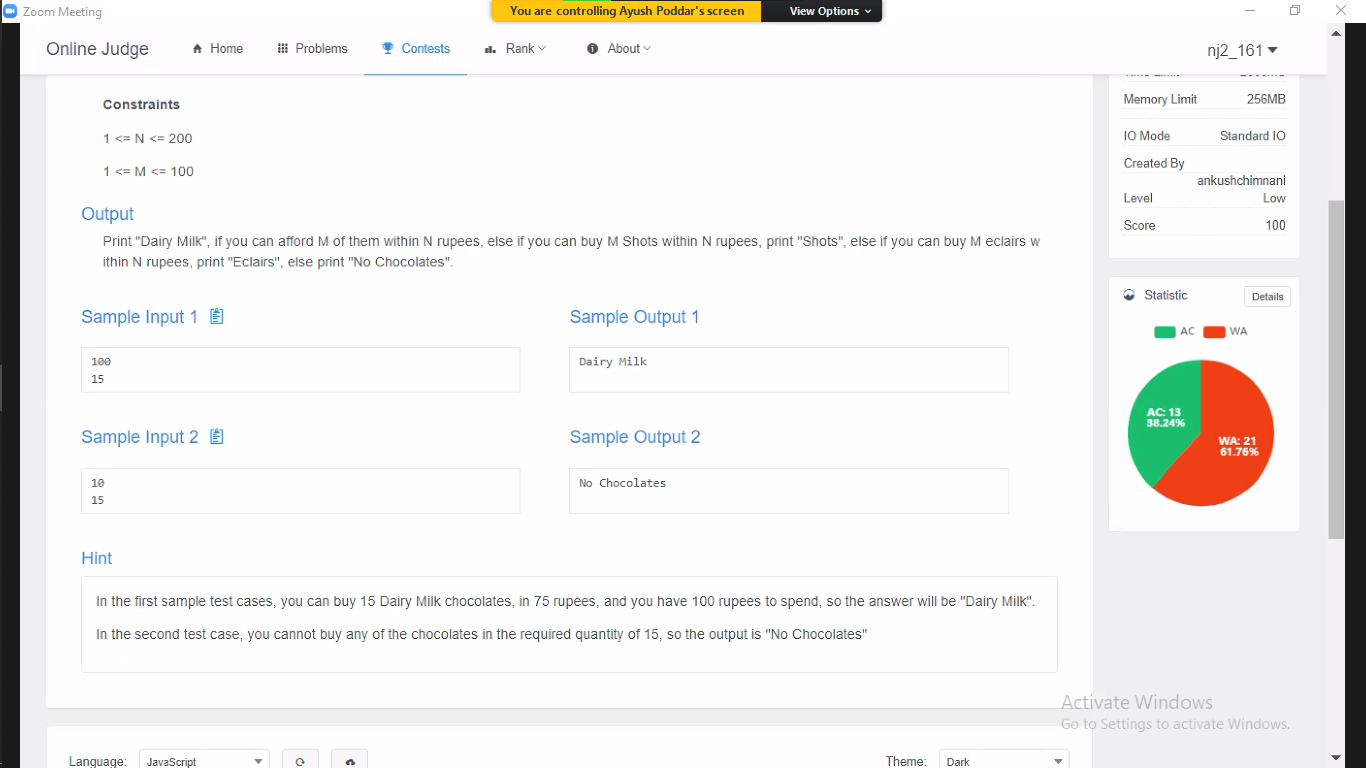 Zoom Meeting
You are controlling Ayush Poddar's screen
View Options
Online Judge
Home
Problems
Contests
Rank
About
nj2_161
Memory Limit 256MB
IO Mode Standard IO
Created By
ankushchimnani
Level Low
Score 100
Constraints
1 <= N <= 200
1 <= M <= 100
Output
Print "Dairy Milk", if you can afford M of them within N rupees, else if you can buy M Shots within N rupees, print "Shots", else if you can buy M eclairs w
ithin N rupees, print "Eclairs", else print "No Chocolates".
Sample Input 1
Sample Output 1
100
15
Dairy Milk
Sample Input 2
Sample Output 2
10
15
No Chocolates
Statistic
Details
AC
WA
AC: 13
38.24%
WA: 21
61.76%
Hint
In the first sample test cases, you can buy 15 Dairy Milk chocolates, in 75 rupees, and you have 100 rupees to spend, so the answer will be "Dairy Milk".
In the second test case, you cannot buy any of the chocolates in the required quantity of 15, so the output is "No Chocolates"
Activate Windows
Go to Settings to activate Windows.
Language: JavaScript
Theme: Dark